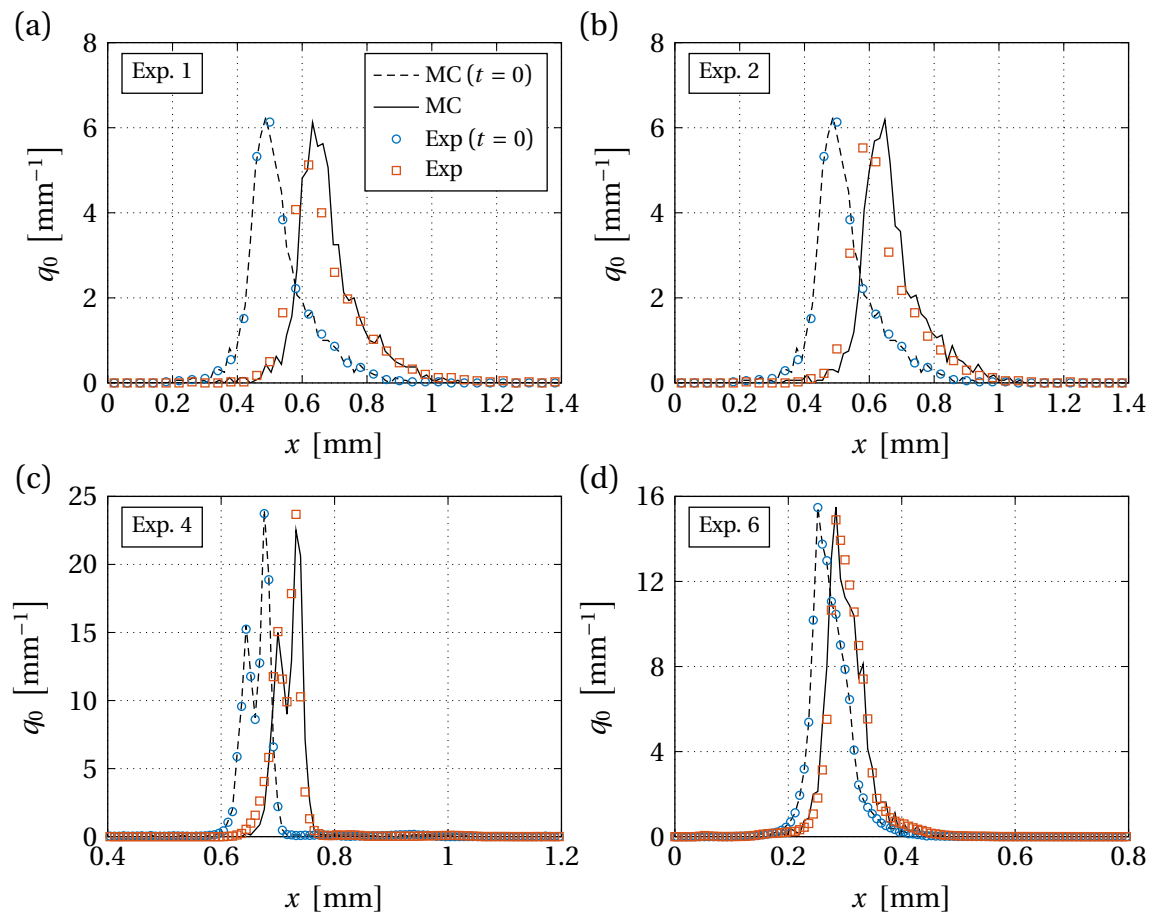 (a)
8
6
4
2
0
q₀ [mm⁻¹]
Exp. 1
MC (t = 0)
MC
Exp (t = 0)
Exp
0 0.2 0.4 0.6 0.8 1 1.2 1.4
x [mm]
(b)
8
6
4
2
0
q₀ [mm⁻¹]
Exp. 2
0 0.2 0.4 0.6 0.8 1 1.2 1.4
x [mm]
(c)
25
20
15
10
5
0
q₀ [mm⁻¹]
Exp. 4
0.4 0.6 0.8 1 1.2
x [mm]
(d)
16
12
8
4
0
q₀ [mm⁻¹]
Exp. 6
0 0.2 0.4 0.6 0.8
x [mm]